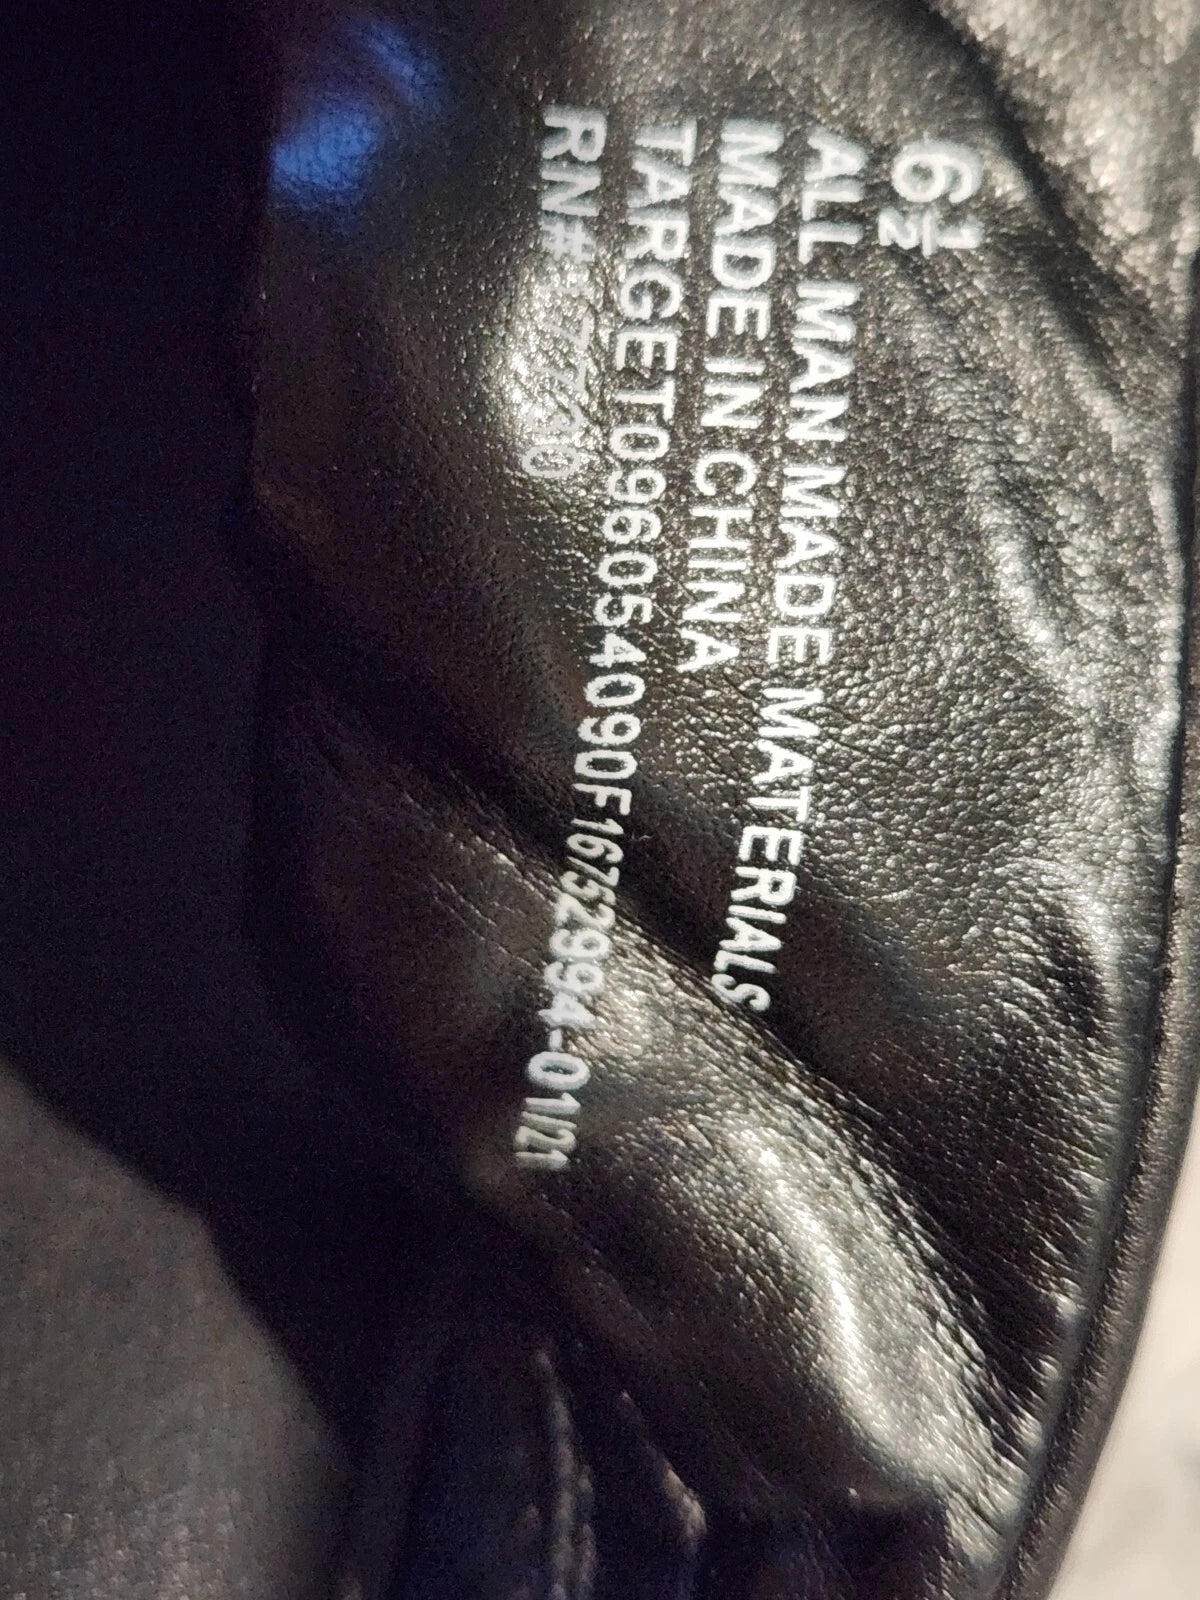 6½
ALL MAN MADE MATERIALS
MADE IN CHINA
TARGET096054090F16752994-01/21
RN#